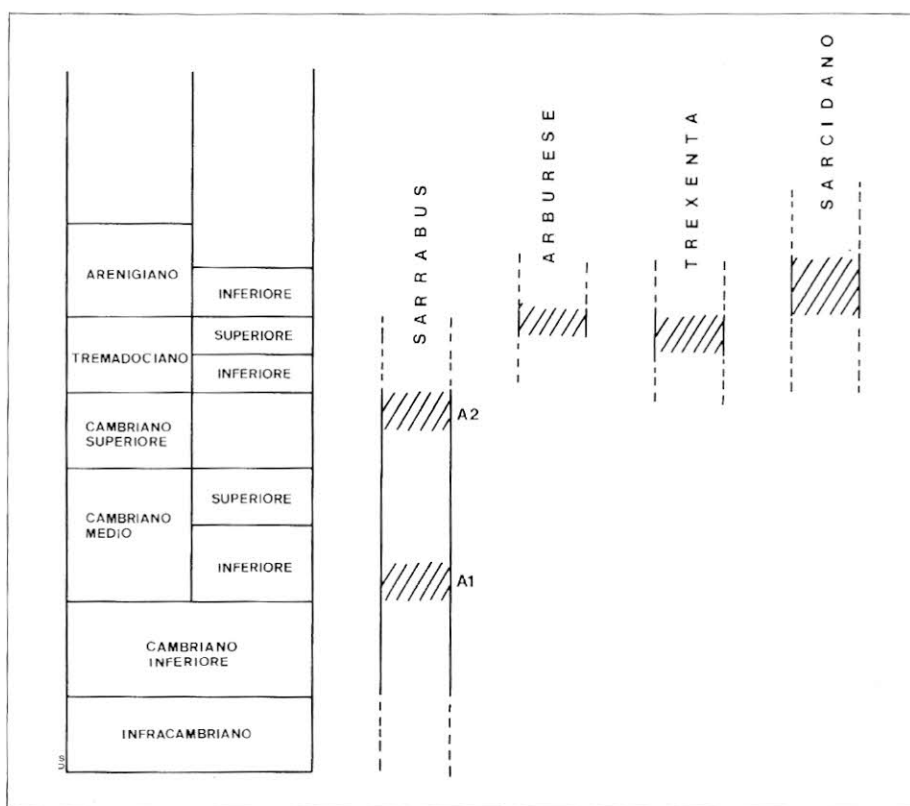 SARCIDANO
ARBURESE
TREXENTA
SARRABUS
ARENIGIANO
INFERIORE
TREMADOCIANO
SUPERIORE
INFERIORE
CAMBRIANO
SUPERIORE
A2
CAMBRIANO
MEDIO
SUPERIORE
INFERIORE
A1
CAMBRIANO
INFERIORE
INFRACAMBRIANO